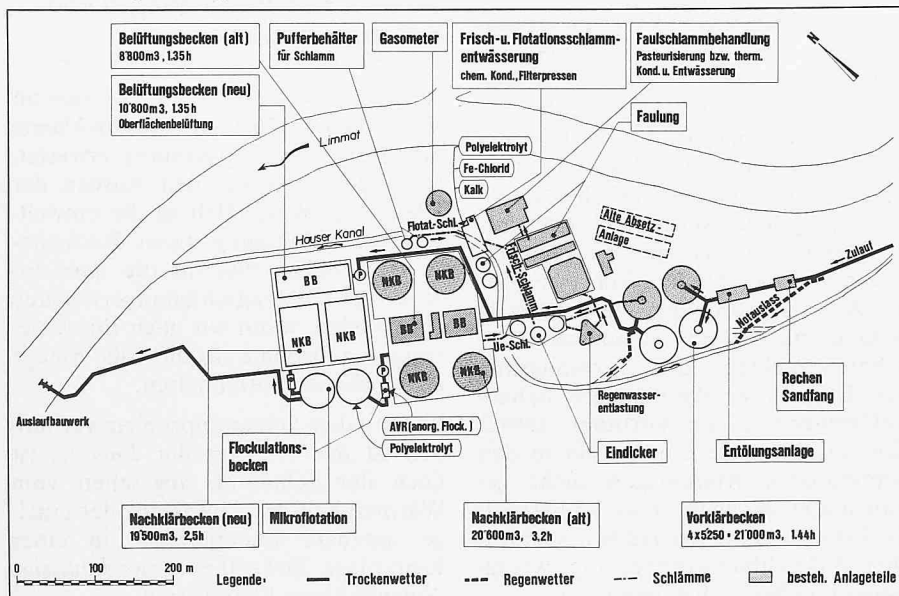 Belüftungsbecken (alt)
8'800m3, 1.35h
Pufferbehälter
für Schlamm
Gasometer
Frisch-u. Flotationsschlamm-
entwässerung
chem. Kond., Filterpressen
Faulschlammbehandlung
Pasteurisierung bzw. therm.
Kond. u. Entwässerung
Belüftungsbecken (neu)
10'800m3, 1.35h
Oberflächenbelüftung
Faulung
N
Limmat
Polyelektrolyt
Fe-Chlorid
Kalk
Flotat-Schl.
Hauser Kanal
Frisch-Schlamm
Alte Absetz-
Anlage
Zulauf
BB
P
NKB
NKB
NKB
NKB
BB
BB
Ue-Schl.
Notauslass
P
NKB
NKB
Auslaufbauwerk
Regenwasser-
entlastung
Rechen
Sandfang
AVR (anorg. Flock.)
Polyelektrolyt
Flockulations-
becken
Eindicker
Entölungsanlage
Nachklärbecken (neu)
19'500m3, 2,5h
Mikroflotation
Nachklärbecken (alt)
20'600m3, 3,2h
Vorklärbecken
4x5250 = 21'000m3, 1.44h
0 50 100 200 m
Legende: Trockenwetter Regenwetter Schlämme besteh. Anlageteile